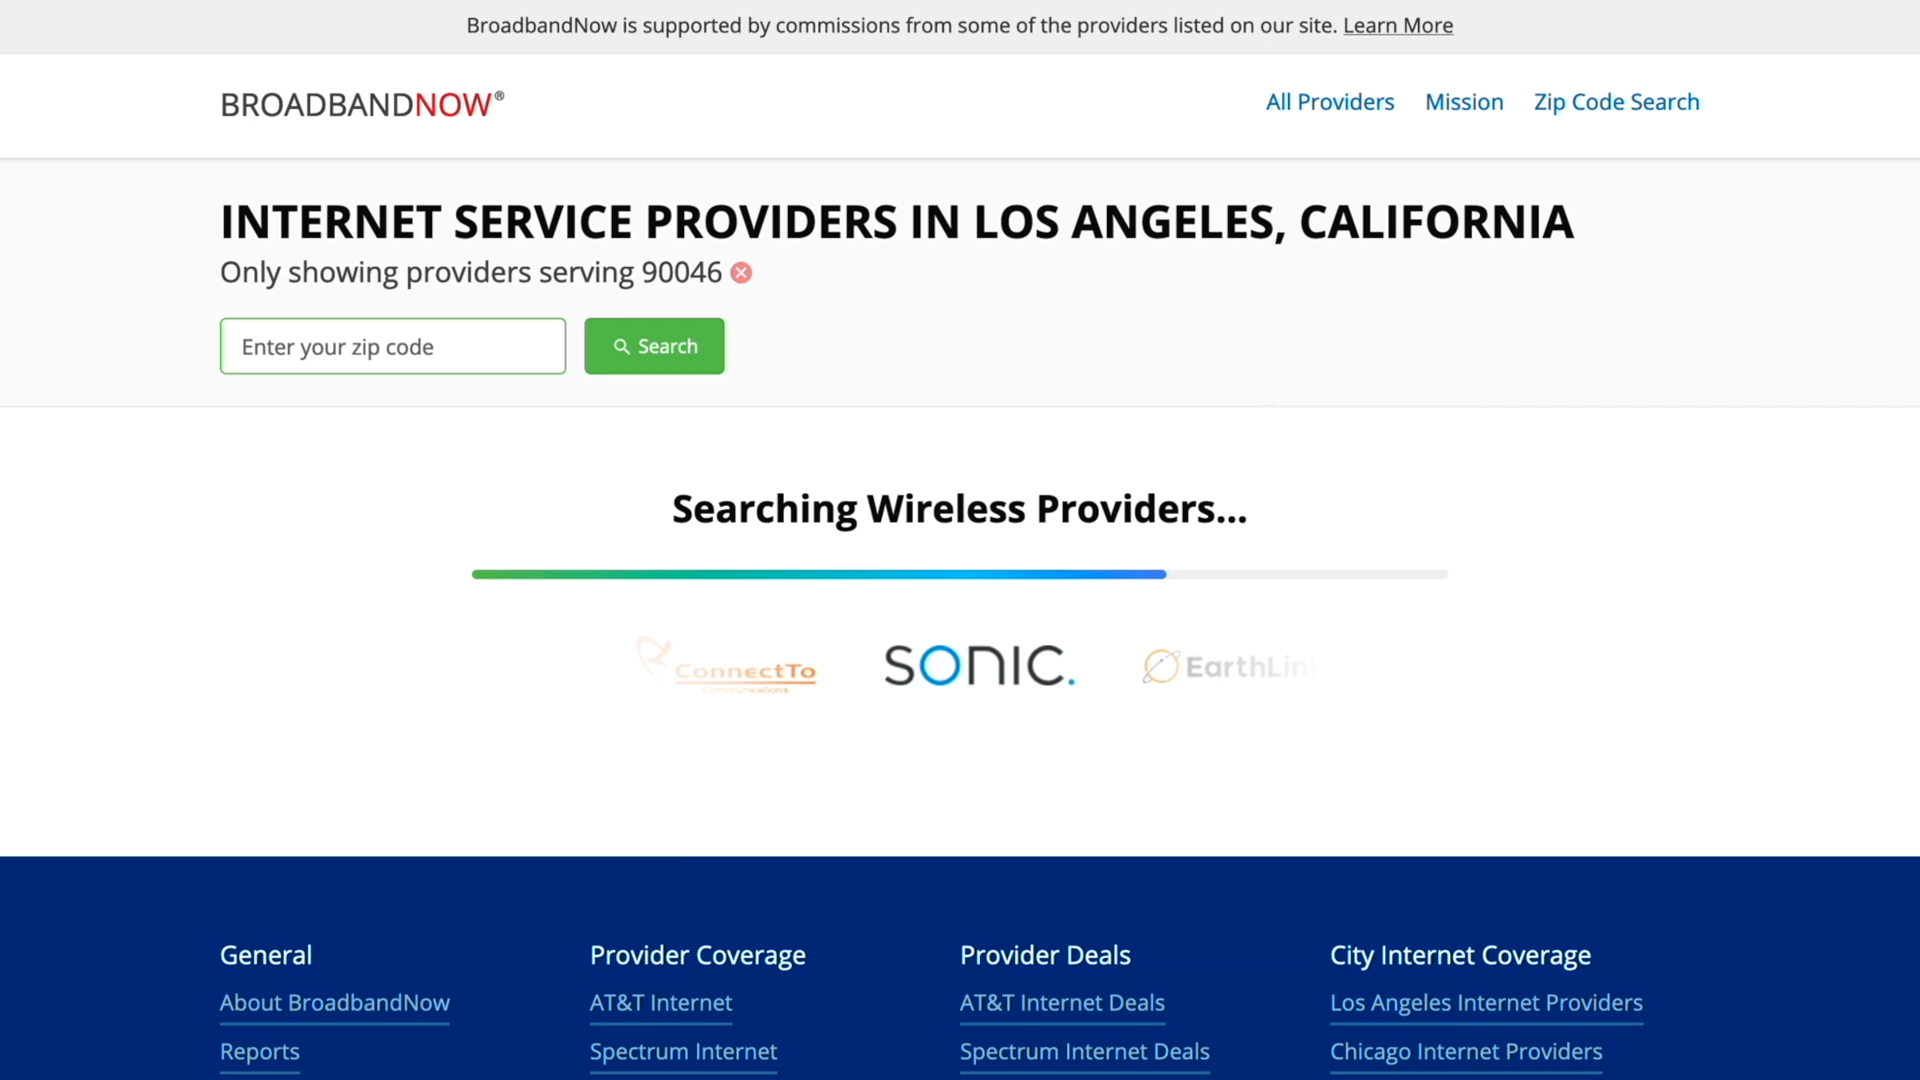 BroadbandNow is supported by commissions from some of the providers listed on our site. Learn More
BROADBANDNOW®
All Providers Mission Zip Code Search
INTERNET SERVICE PROVIDERS IN LOS ANGELES, CALIFORNIA
Only showing providers serving 90046
Enter your zip code
Search
Searching Wireless Providers...
ConnectTo
Communications
sonic.
EarthLink
General Provider Coverage Provider Deals City Internet Coverage
About BroadbandNow AT&T Internet AT&T Internet Deals Los Angeles Internet Providers
Reports Spectrum Internet Spectrum Internet Deals Chicago Internet Providers